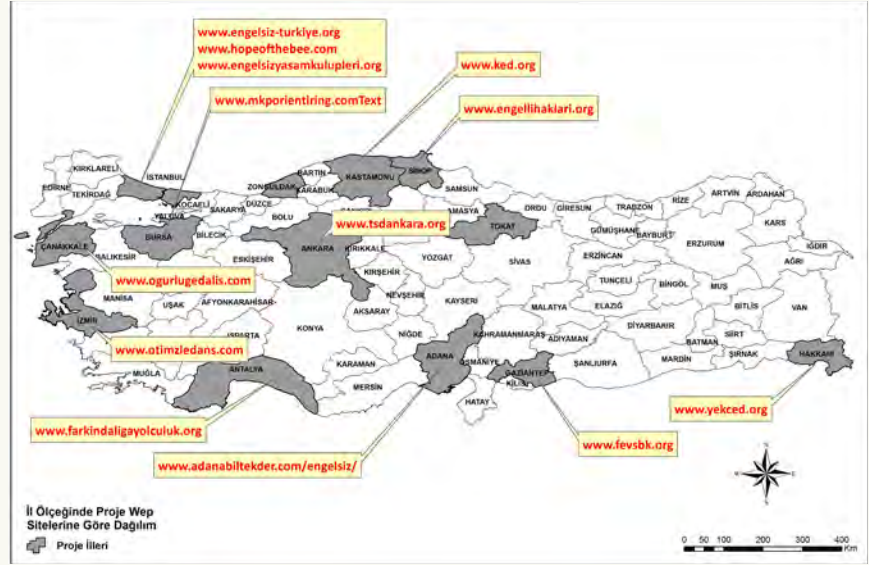 www.engelsiz-turkiye.org
www.hopeofthebee.com
www.engelsizyasamkulupleri.org
www.ked.org
www.mkporientiring.comText
www.engellihaklari.org
KIRKLARELİ
İSTANBUL
EDİRNE
TEKİRDAĞ
KOCAELİ
YALOVA
SAKARYA
DÜZCE
ZONGULDAK
BARTIN
KARABÜK
KASTAMONU
SİNOP
SAMSUN
ORDU
GİRESUN
TRABZON
RİZE
ARTVİN
ARDAHAN
KARS
BOLU
AMASYA
TOKAT
GÜMÜŞHANE
BAYBURT
ERZURUM
IĞDIR
AĞRI
www.tsdankara.org
ÇANAKKALE
BALIKESİR
BURSA
BİLECİK
ESKİŞEHİR
ANKARA
KIRIKKALE
YOZGAT
SİVAS
ERZİNCAN
KIRŞEHİR
TUNCELİ
BİNGÖL
MUŞ
www.ogurlugedalis.com
MANİSA
UŞAK
AFYONKARAHİSAR
NEVŞEHİR
AKSARAY
KAYSERİ
MALATYA
ELAZIĞ
BİTLİS
VAN
İZMİR
ISPARTA
KONYA
NİĞDE
KAHRAMANMARAŞ
ADIYAMAN
DİYARBAKIR
BATMAN
SİİRT
www.otimzledans.com
MUĞLA
ANTALYA
KARAMAN
MERSİN
ADANA
OSMANİYE
GAZİANTEP
KİLİS
HATAY
ŞANLIURFA
MARDİN
ŞIRNAK
HAKKARİ
www.farkindaligayolculuk.org
www.yekced.org
www.fevsbk.org
www.adanabiltekder.com/engelsiz/
N
W
E
S
İl Ölçeğinde Proje Wep
Sitelerine Göre Dağılım
Proje İlleri
0 50 100 200 300 400
Km